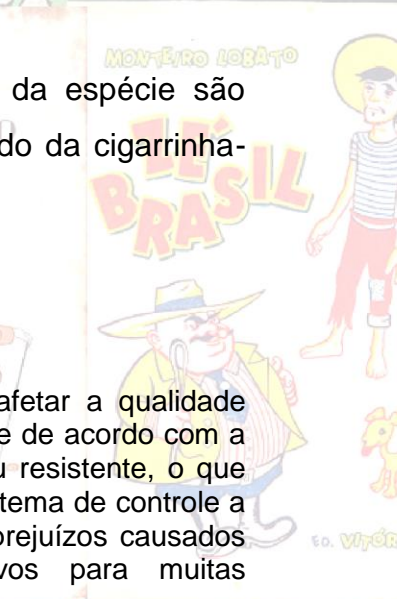 MONTEIRO LOBATO
da espécie são
do da cigarrinha-
ZÉ
BRASIL
afetar a qualidade
e de acordo com a
u resistente, o que
tema de controle a
prejuízos causados
vos para muitas
ED. VITÓR